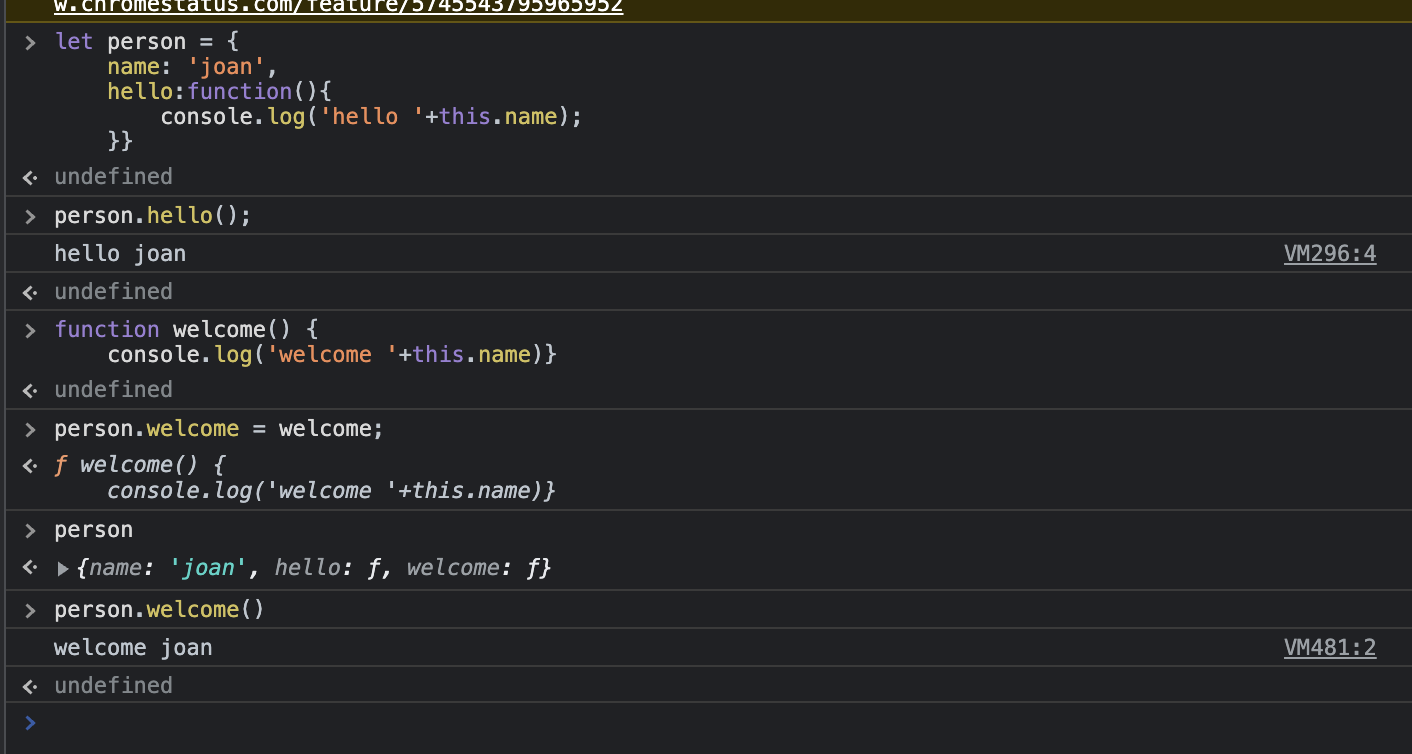 w.chromestatus.com/feature/5745543795965952
let person = {
name: 'joan',
hello:function(){
console.log('hello '+this.name);
}}
undefined
person.hello();
hello joan VM296:4
undefined
function welcome() {
console.log('welcome '+this.name)}
undefined
person.welcome = welcome;
ƒ welcome() {
console.log('welcome '+this.name)}
person
{name: 'joan', hello: ƒ, welcome: ƒ}
person.welcome()
welcome joan VM481:2
undefined